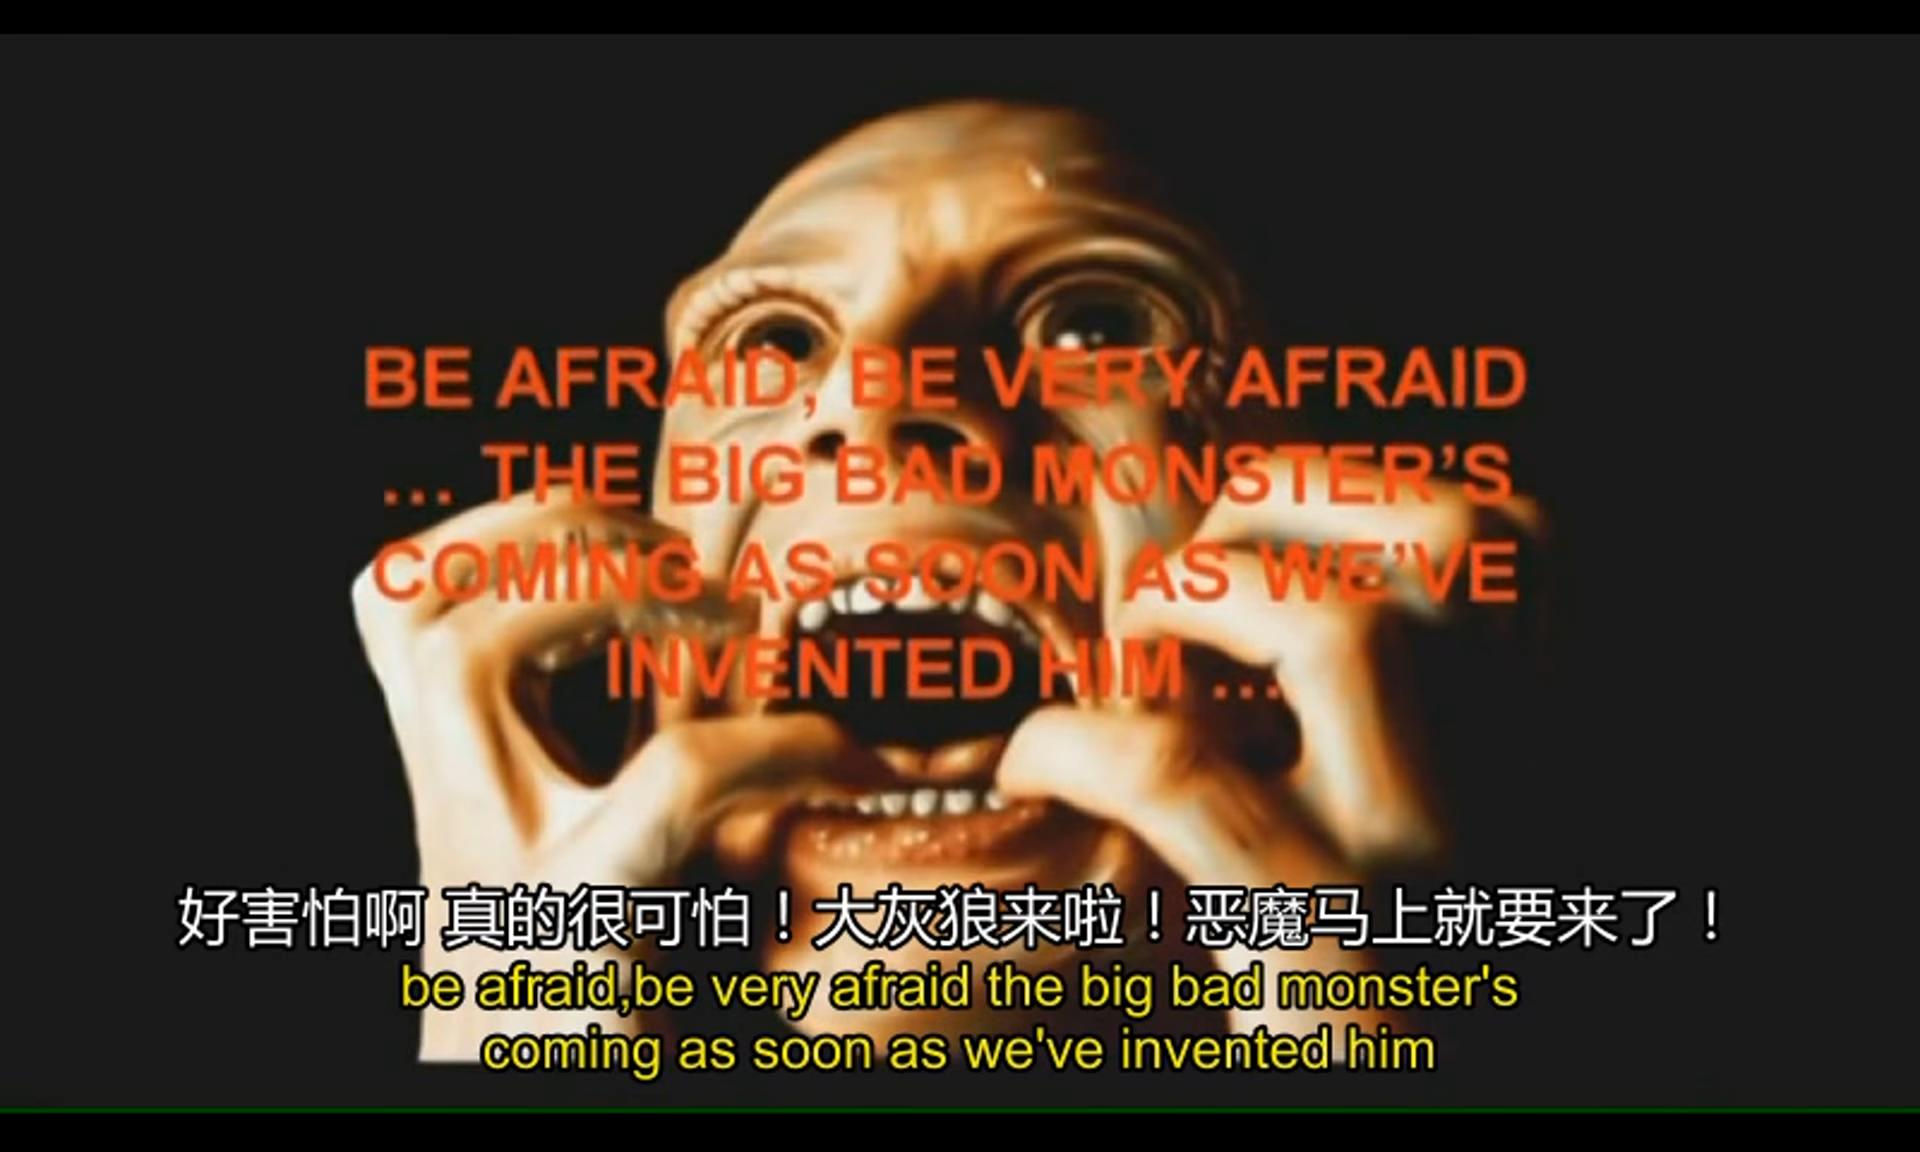 BE AFRAID, BE VERY AFRAID
... THE BIG BAD MONSTER’S
COMING AS SOON AS WE’VE
INVENTED HIM ...
好害怕啊 真的很可怕！大灰狼来啦！恶魔马上就要来了！
be afraid,be very afraid the big bad monster's
coming as soon as we've invented him